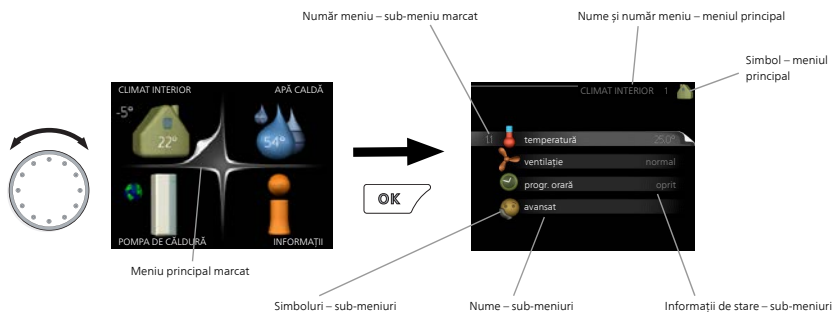 Număr meniu – sub-meniu marcat
Nume și număr meniu – meniul principal
Simbol – meniul
principal
CLIMAT INTERIOR
APĂ CALDĂ
-5°
22°
54°
POMPA DE CĂLDURĂ
INFORMAȚII
Meniu principal marcat
OK
CLIMAT INTERIOR 1
1.1 temperatură 25.0°
ventilație normal
progr. orară oprit
avansat
Simboluri – sub-meniuri
Nume – sub-meniuri
Informații de stare – sub-meniuri